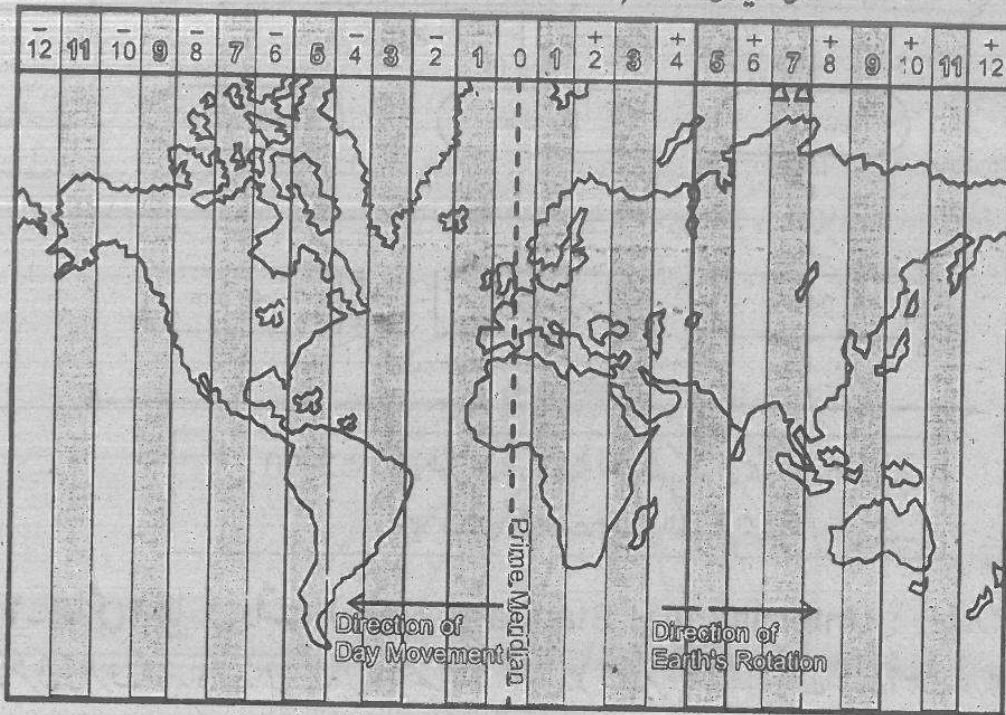 − 12 11 − 10 9 − 8 7 − 6 5 − 4 3 − 2 1 0 1 + 2 3 + 4 5 + 6 7 + 8 9 + 10 11 + 12
Prime Meridian
Direction of
Day Movement
Direction of
Earth's Rotation